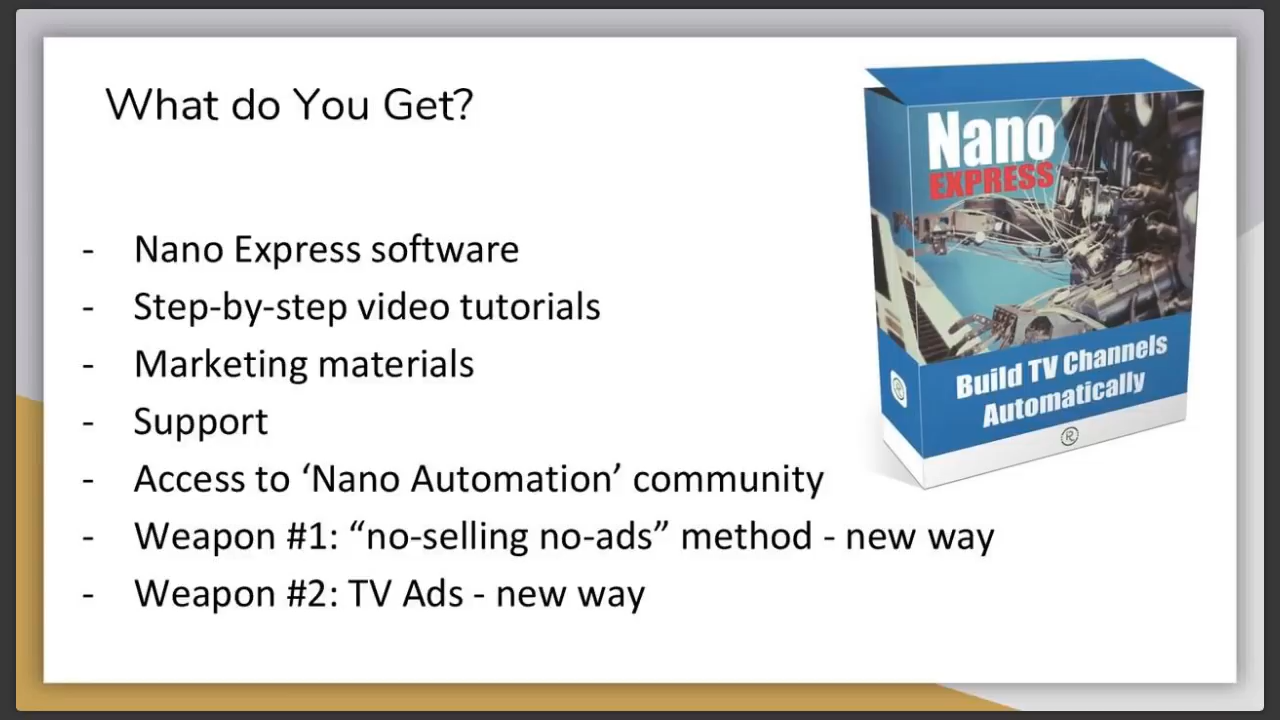 What do You Get?
- Nano Express software
- Step-by-step video tutorials
- Marketing materials
- Support
- Access to ‘Nano Automation’ community
- Weapon #1: “no-selling no-ads” method - new way
- Weapon #2: TV Ads - new way
Nano
EXPRESS
Build TV Channels
Automatically